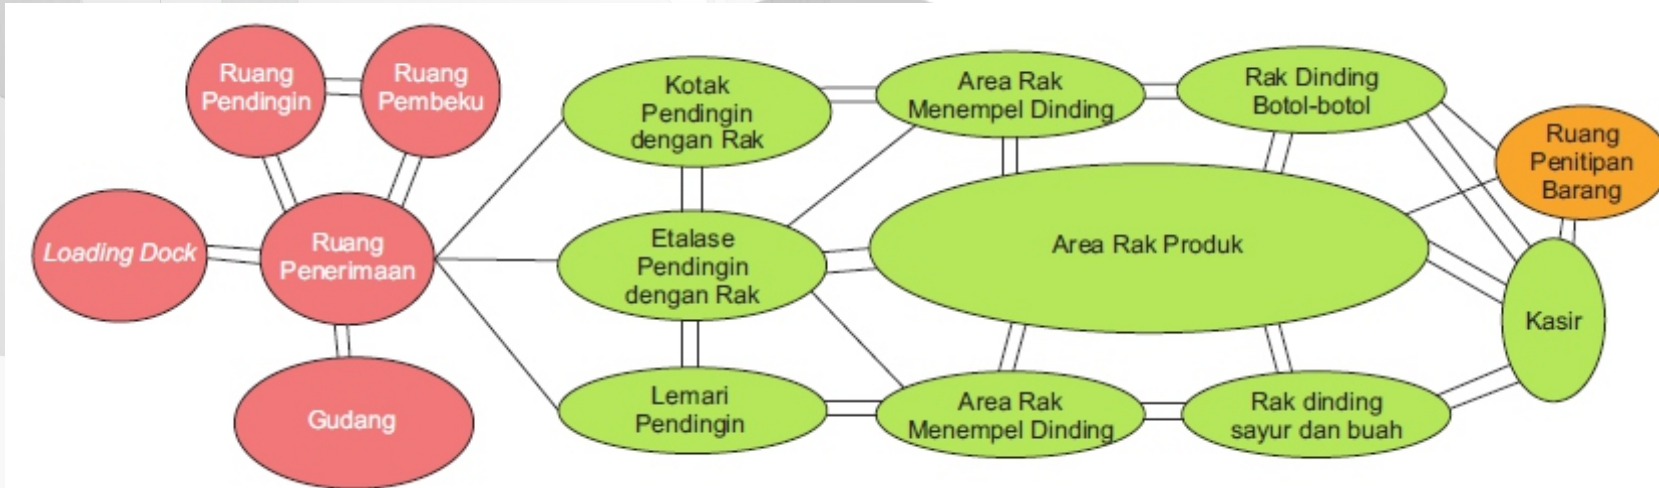 Ruang
Pendingin
Ruang
Pembeku
Loading Dock
Ruang
Penerimaan
Gudang
Kotak
Pendingin
dengan Rak
Etalase
Pendingin
dengan Rak
Lemari
Pendingin
Area Rak
Menempel Dinding
Rak Dinding
Botol-botol
Area Rak Produk
Area Rak
Menempel Dinding
Rak dinding
sayur dan buah
Ruang
Penitipan
Barang
Kasir